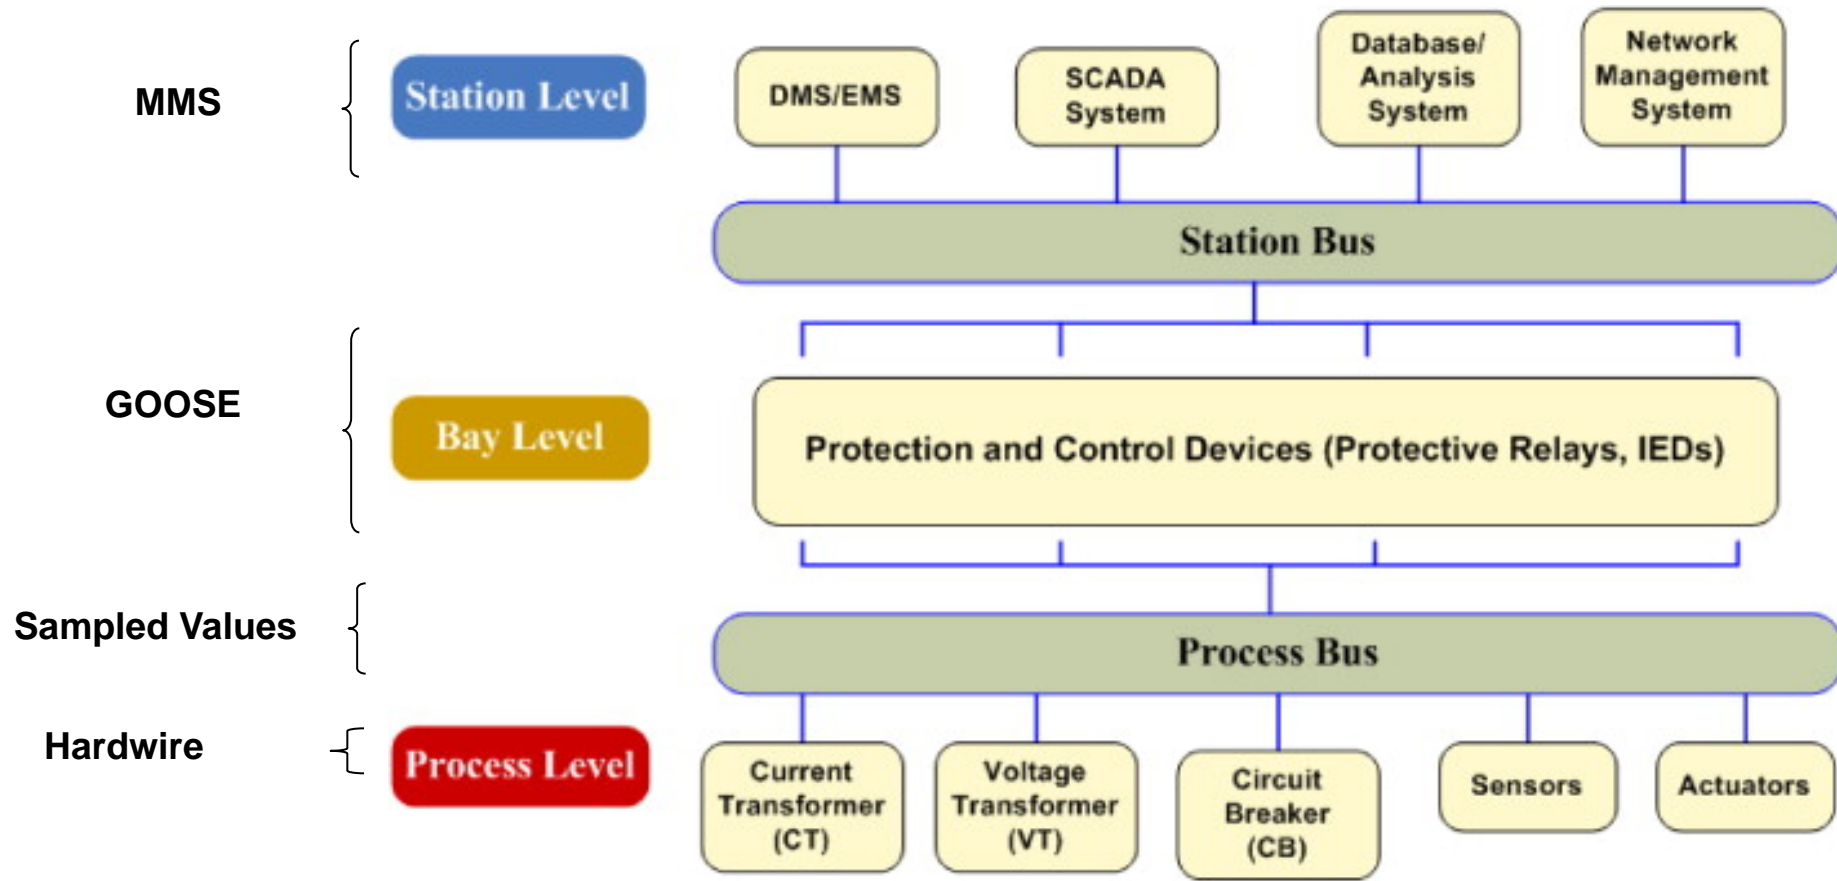 MMS
Station Level
DMS/EMS
SCADA
System
Database/
Analysis
System
Network
Management
System
Station Bus
GOOSE
Bay Level
Protection and Control Devices (Protective Relays, IEDs)
Sampled Values
Process Bus
Hardwire
Process Level
Current
Transformer
(CT)
Voltage
Transformer
(VT)
Circuit
Breaker
(CB)
Sensors
Actuators